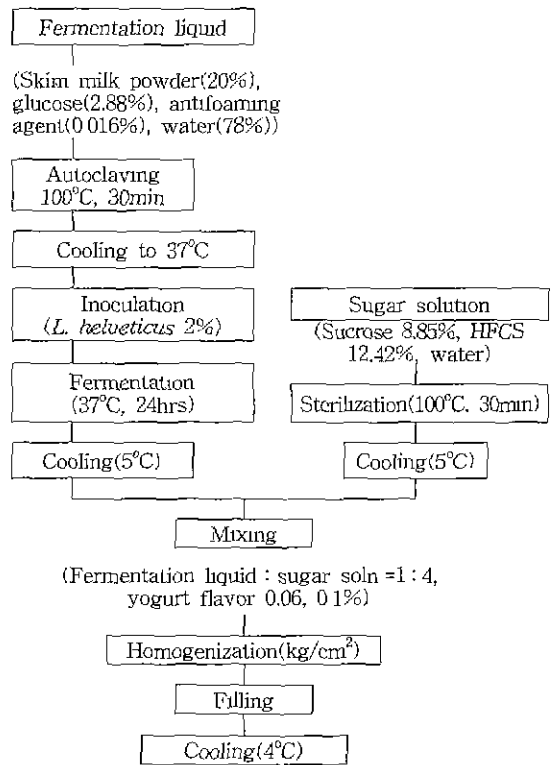 Fermentation liquid
(Skim milk powder(20%),
glucose(2.88%), antifoaming
agent(0 016%), water(78%))
Autoclaving
100°C, 30min
Cooling to 37°C
Inoculation
(L. helveticus 2%)
Fermentation
(37°C, 24hrs)
Cooling(5°C)
Sugar solution
(Sucrose 8.85%, HFCS
12.42%, water)
Sterilization(100°C. 30min)
Cooling(5°C)
Mixing
(Fermentation liquid : sugar soln =1 : 4,
yogurt flavor 0.06, 0 1%)
Homogenization(kg/cm²)
Filling
Cooling(4°C)